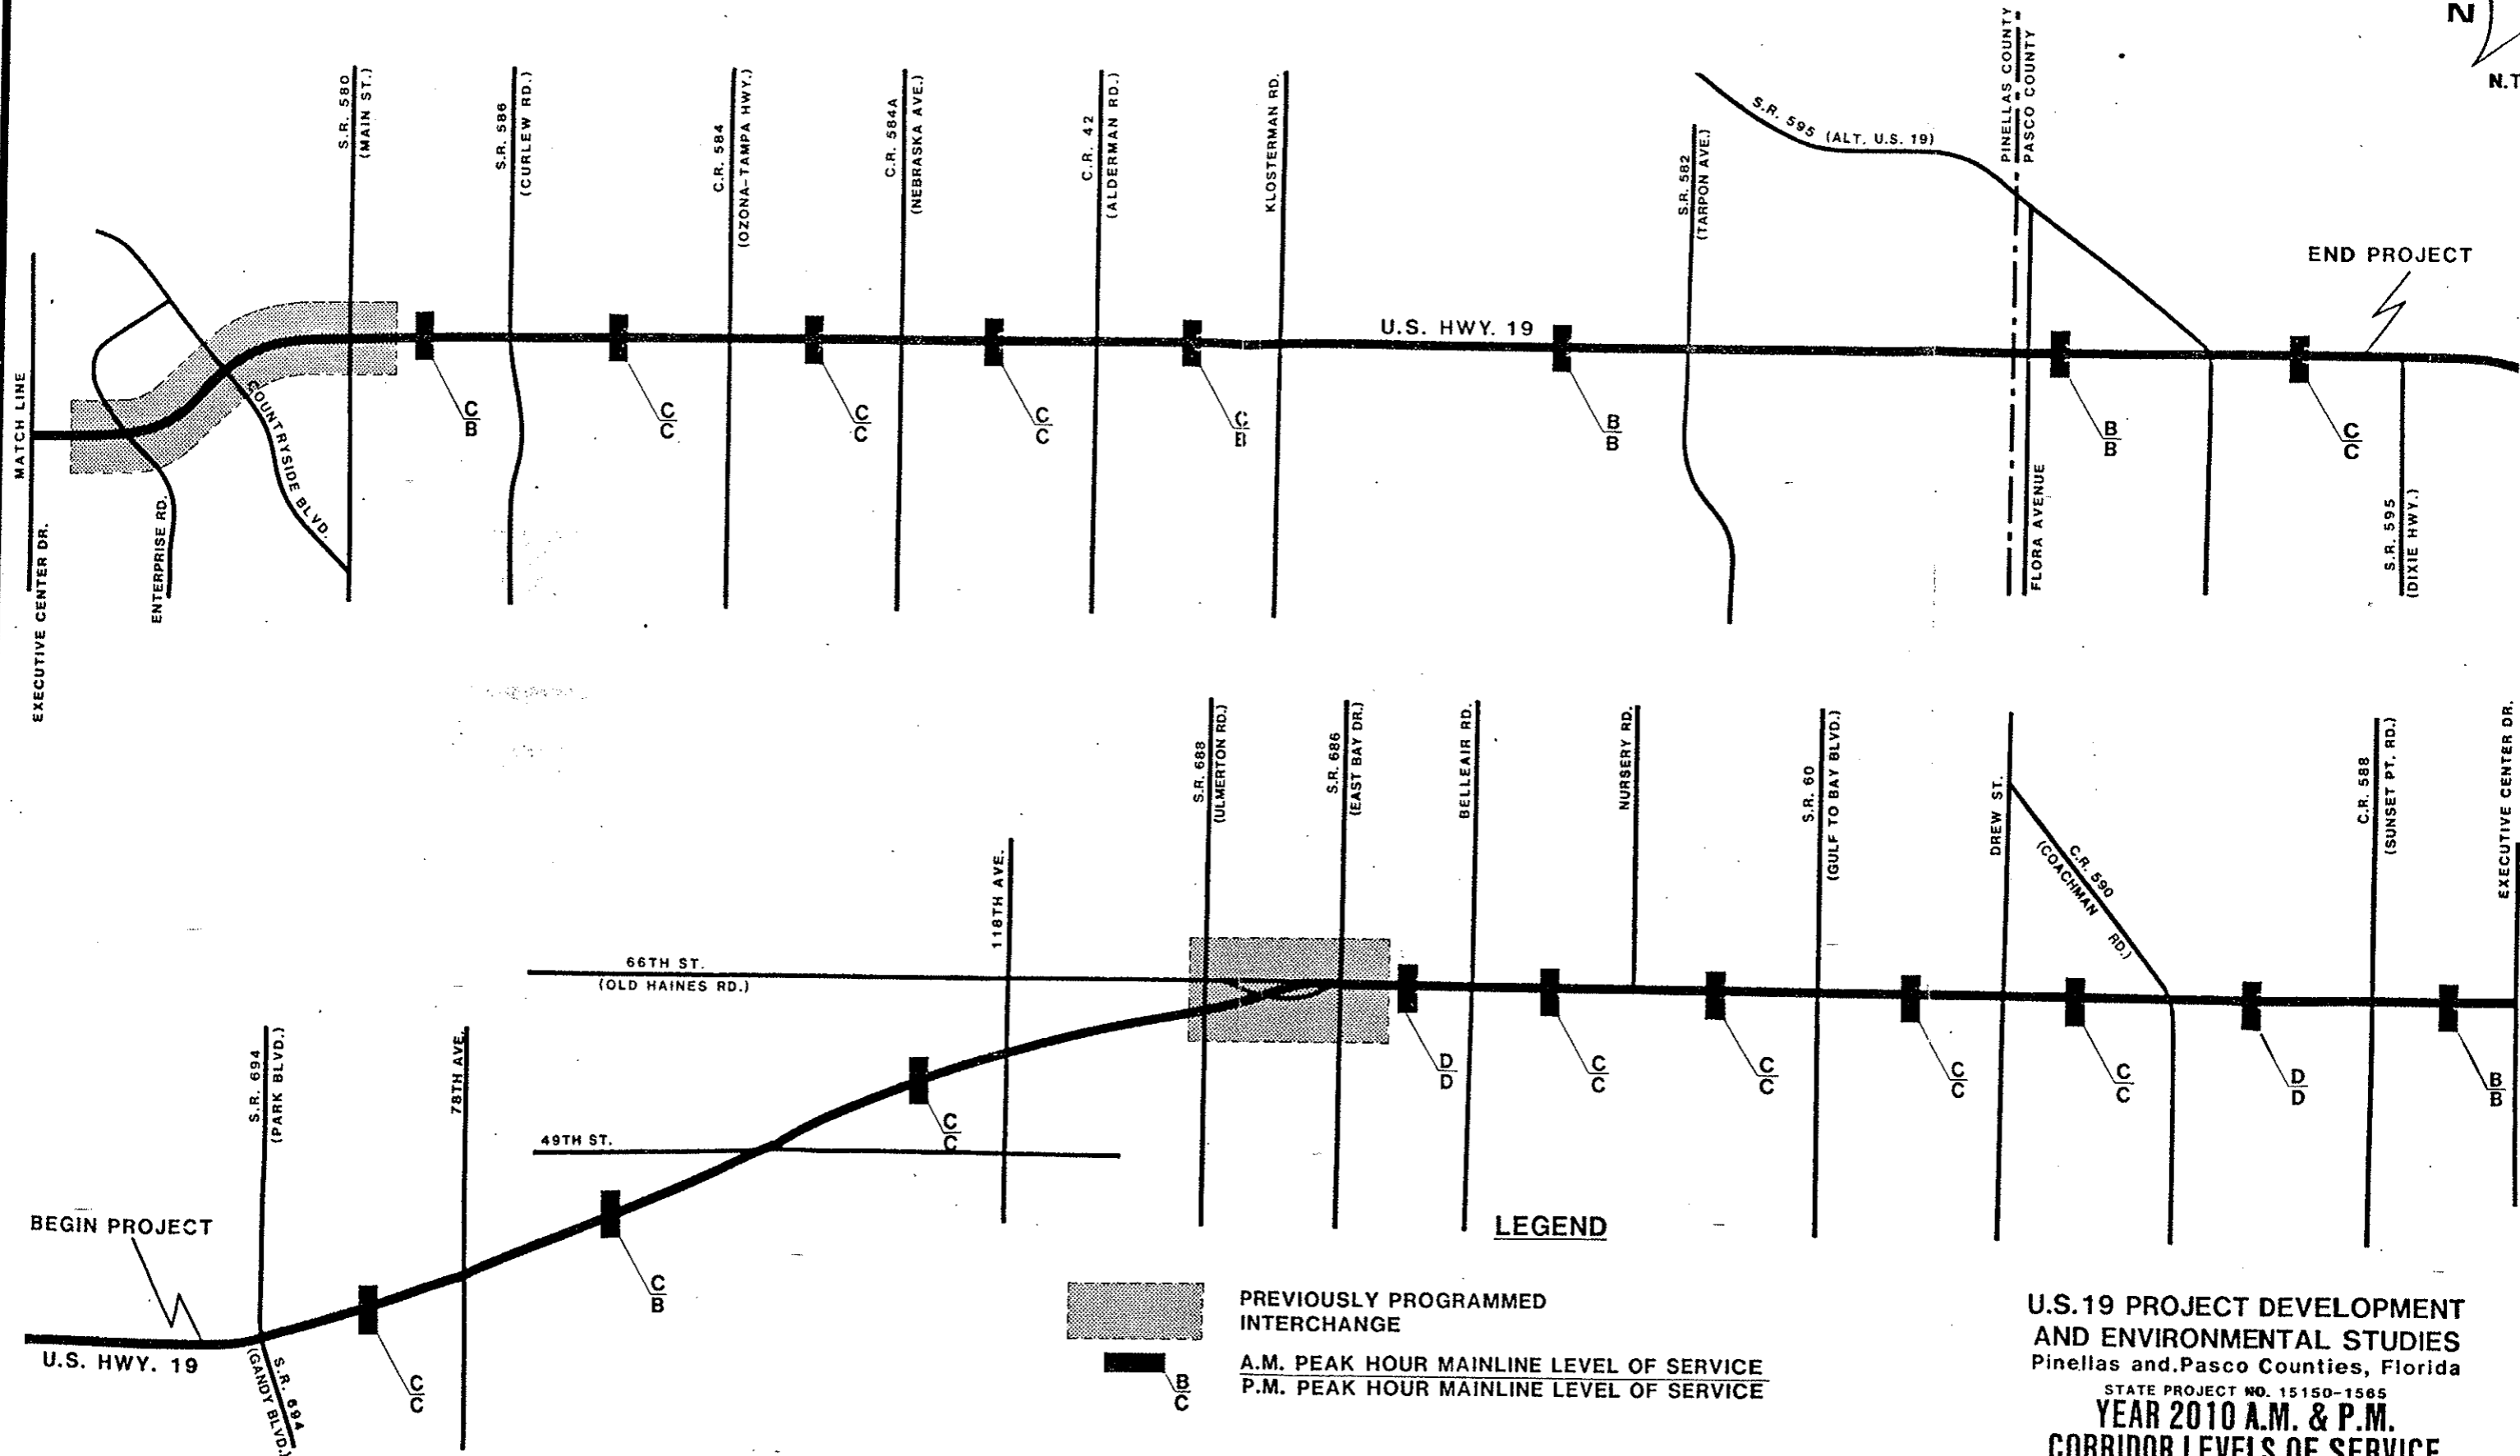 N
N.T
S.R. 580
(MAIN ST.)
S.R. 586
(CURLEW RD.)
C.R. 584
(OZONA-TAMPA HWY.)
C.R. 584A
(NEBRASKA AVE.)
C.R. 42
(ALDERMAN RD.)
KLOSTERMAN RD.
S.R. 582
(TARPON AVE.)
S.R. 595 (ALT. U.S. 19)
PINELLAS COUNTY
PASCO COUNTY
END PROJECT
U.S. HWY. 19
MATCH LINE
EXECUTIVE CENTER DR.
ENTERPRISE RD.
COUNTRYSIDE BLVD.
C
B
C
C
C
C
C
C
C
B
B
B
B
B
C
C
FLORA AVENUE
S.R. 595
(DIXIE HWY.)
S.R. 688
(ULMERTON RD.)
S.R. 686
(EAST BAY DR.)
BELLEAIR RD.
NURSERY RD.
S.R. 60
(GULF TO BAY BLVD.)
DREW ST.
C.R. 590
(COACHMAN RD.)
C.R. 588
(SUNSET PT. RD.)
EXECUTIVE CENTER DR.
118TH AVE.
66TH ST.
(OLD HAINES RD.)
S.R. 694
(PARK BLVD.)
78TH AVE.
49TH ST.
D
D
C
C
C
C
C
C
C
C
D
D
B
B
C
C
C
B
C
C
BEGIN PROJECT
U.S. HWY. 19
S.R. 694
(GANDY BLVD.)
LEGEND
PREVIOUSLY PROGRAMMED
INTERCHANGE
B
C
A.M. PEAK HOUR MAINLINE LEVEL OF SERVICE
P.M. PEAK HOUR MAINLINE LEVEL OF SERVICE
U.S.19 PROJECT DEVELOPMENT
AND ENVIRONMENTAL STUDIES
Pinellas and.Pasco Counties, Florida
STATE PROJECT NO. 15150-1565
YEAR 2010 A.M. & P.M.
CORRIDOR LEVELS OF SERVICE